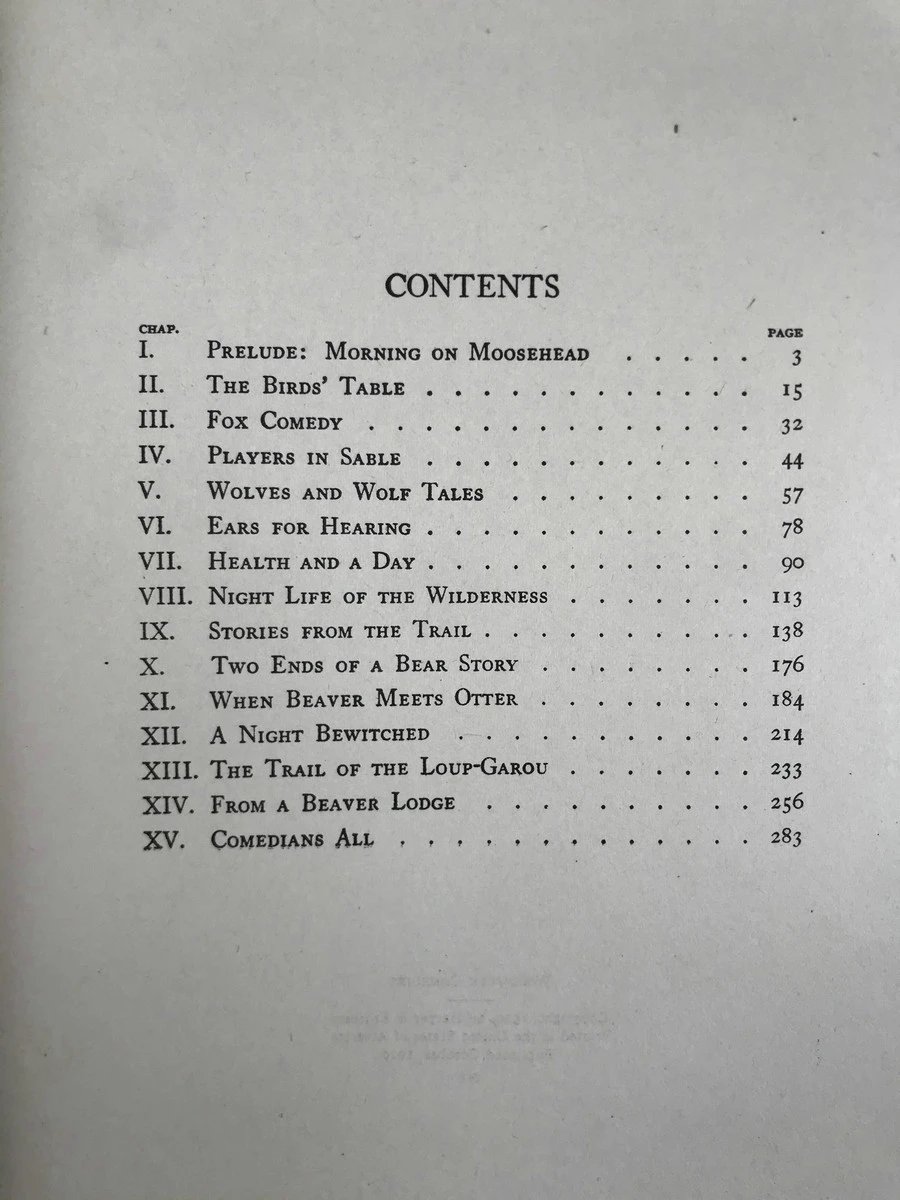 CONTENTS
CHAP. PAGE
I. PRELUDE: MORNING ON MOOSEHEAD . . . . . 3
II. THE BIRDS' TABLE . . . . . . . . . . . . 15
III. FOX COMEDY . . . . . . . . . . . . . . 32
IV. PLAYERS IN SABLE . . . . . . . . . . . . 44
V. WOLVES AND WOLF TALES . . . . . . . . . 57
VI. EARS FOR HEARING . . . . . . . . . . . . 78
VII. HEALTH AND A DAY . . . . . . . . . . . . 90
VIII. NIGHT LIFE OF THE WILDERNESS . . . . . . . 113
IX. STORIES FROM THE TRAIL . . . . . . . . . . 138
X. TWO ENDS OF A BEAR STORY . . . . . . . . 176
XI. WHEN BEAVER MEETS OTTER . . . . . . . . 184
XII. A NIGHT BEWITCHED . . . . . . . . . . . 214
XIII. THE TRAIL OF THE LOUP-GAROU . . . . . . . 233
XIV. FROM A BEAVER LODGE . . . . . . . . . . 256
XV. COMEDIANS ALL . . . . . . . . . . . . . 283